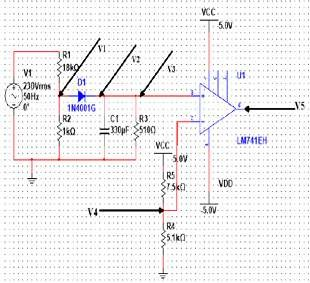 VCC
5.0V
V1
V2
V3
R1
18kΩ
U1
V1
D1
230Vrms
50Hz
0°
1N4001G
V5
R2
1kΩ
C1
330pF
R3
510Ω
LM741EH
VCC
5.0V
R5
7.5kΩ
VDD
V4
-5.0V
R4
5.1kΩ